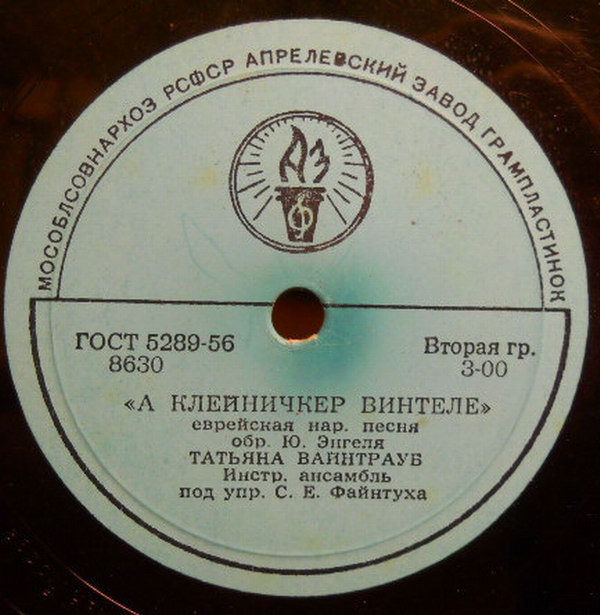 МОСОБЛСОВНАРХОЗ РСФСР АПРЕЛЕВСКИЙ ЗАВОД ГРАМПЛАСТИНОК
АЗ
ГОСТ 5289-56
8630
Вторая гр.
3-00
«А КЛЕЙНИЧКЕР ВИНТЕЛЕ»
еврейская нар. песня
обр. Ю. Энгеля
ТАТЬЯНА ВАЙНТРАУБ
Инстр. ансамбль
под упр. С. Е. Файнтуха